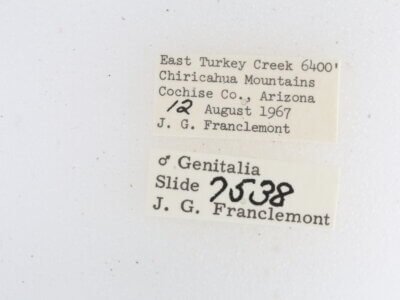 East Turkey Creek 6400'
Chiricahua Mountains
Cochise Co., Arizona
12 August 1967
J. G. Franclemont
♂ Genitalia
Slide 7538
J. G. Franclemont